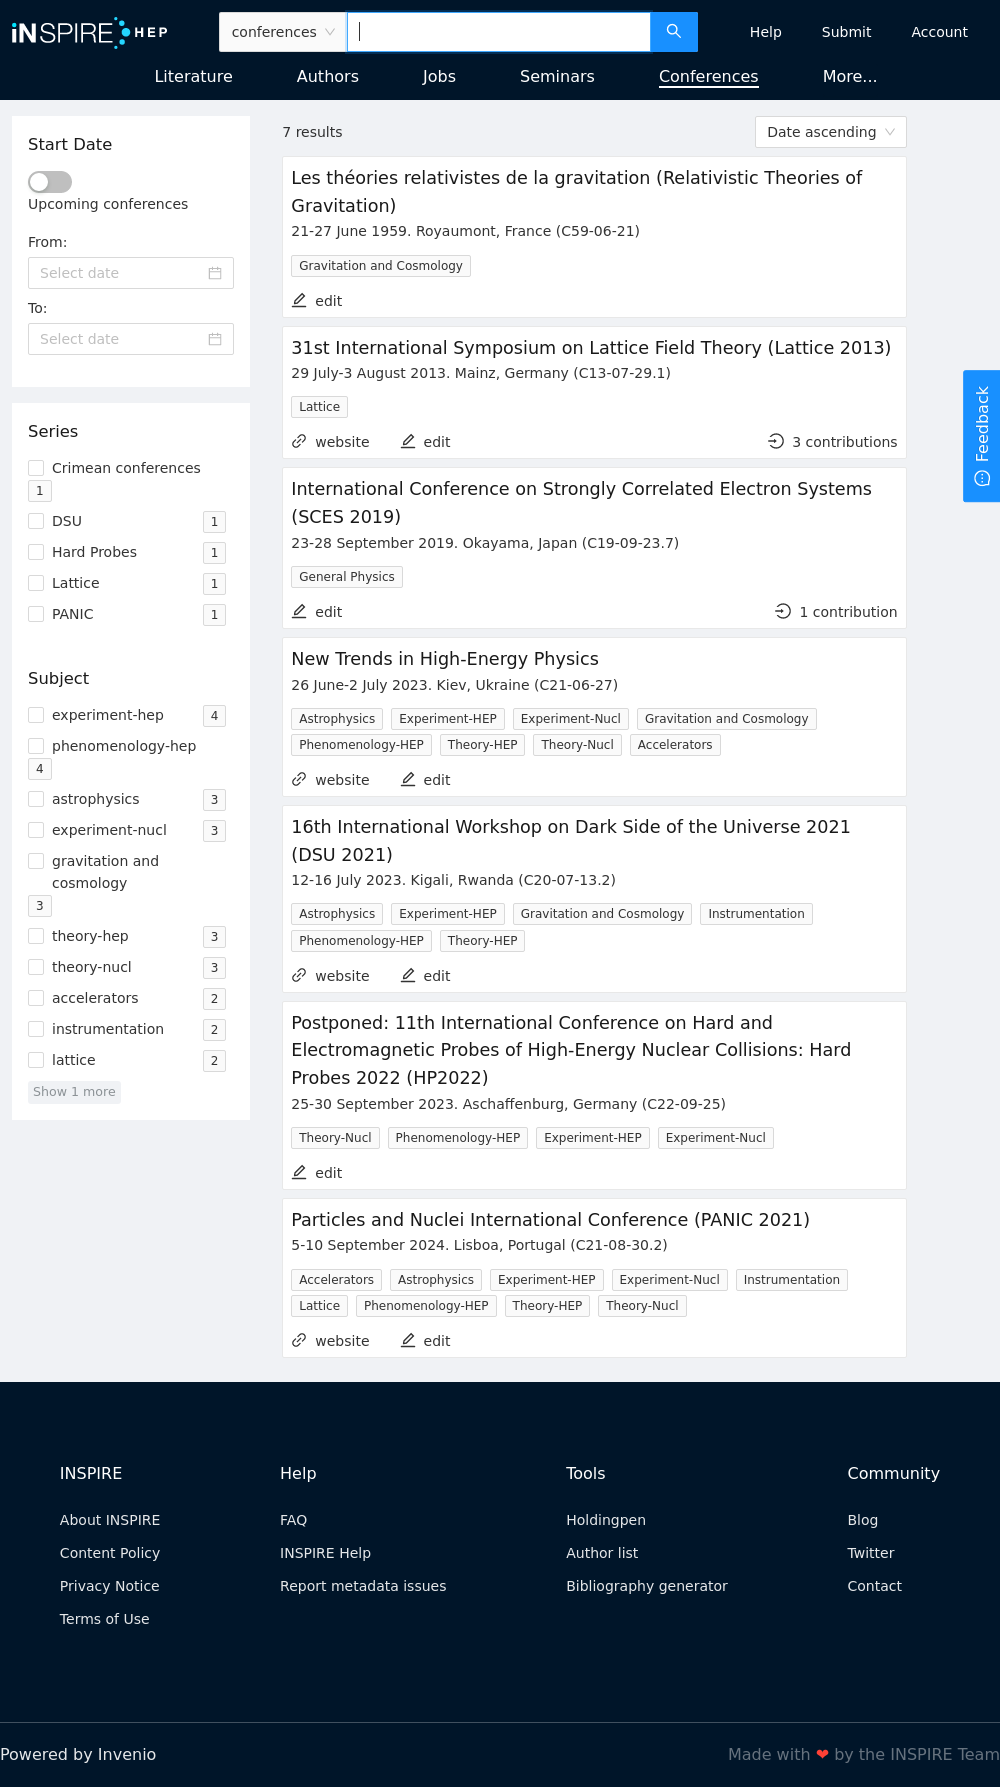 iNSPIRE HEP
conferences
Help
Submit
Account
Literature
Authors
Jobs
Seminars
Conferences
More...
Start Date
Upcoming conferences
From:
Select date
To:
Select date
Series
Crimean conferences
1
DSU 1
Hard Probes 1
Lattice 1
PANIC 1
Subject
experiment-hep 4
phenomenology-hep
4
astrophysics 3
experiment-nucl 3
gravitation and
cosmology
3
theory-hep 3
theory-nucl 3
accelerators 2
instrumentation 2
lattice 2
Show 1 more
7 results
Date ascending
Les théories relativistes de la gravitation (Relativistic Theories of
Gravitation)
21-27 June 1959. Royaumont, France (C59-06-21)
Gravitation and Cosmology
edit
31st International Symposium on Lattice Field Theory (Lattice 2013)
29 July-3 August 2013. Mainz, Germany (C13-07-29.1)
Lattice
website edit 3 contributions
International Conference on Strongly Correlated Electron Systems
(SCES 2019)
23-28 September 2019. Okayama, Japan (C19-09-23.7)
General Physics
edit 1 contribution
New Trends in High-Energy Physics
26 June-2 July 2023. Kiev, Ukraine (C21-06-27)
Astrophysics Experiment-HEP Experiment-Nucl Gravitation and Cosmology
Phenomenology-HEP Theory-HEP Theory-Nucl Accelerators
website edit
16th International Workshop on Dark Side of the Universe 2021
(DSU 2021)
12-16 July 2023. Kigali, Rwanda (C20-07-13.2)
Astrophysics Experiment-HEP Gravitation and Cosmology Instrumentation
Phenomenology-HEP Theory-HEP
website edit
Postponed: 11th International Conference on Hard and
Electromagnetic Probes of High-Energy Nuclear Collisions: Hard
Probes 2022 (HP2022)
25-30 September 2023. Aschaffenburg, Germany (C22-09-25)
Theory-Nucl Phenomenology-HEP Experiment-HEP Experiment-Nucl
edit
Particles and Nuclei International Conference (PANIC 2021)
5-10 September 2024. Lisboa, Portugal (C21-08-30.2)
Accelerators Astrophysics Experiment-HEP Experiment-Nucl Instrumentation
Lattice Phenomenology-HEP Theory-HEP Theory-Nucl
website edit
Feedback
INSPIRE
About INSPIRE
Content Policy
Privacy Notice
Terms of Use
Help
FAQ
INSPIRE Help
Report metadata issues
Tools
Holdingpen
Author list
Bibliography generator
Community
Blog
Twitter
Contact
Powered by Invenio
Made with ❤ by the INSPIRE Team